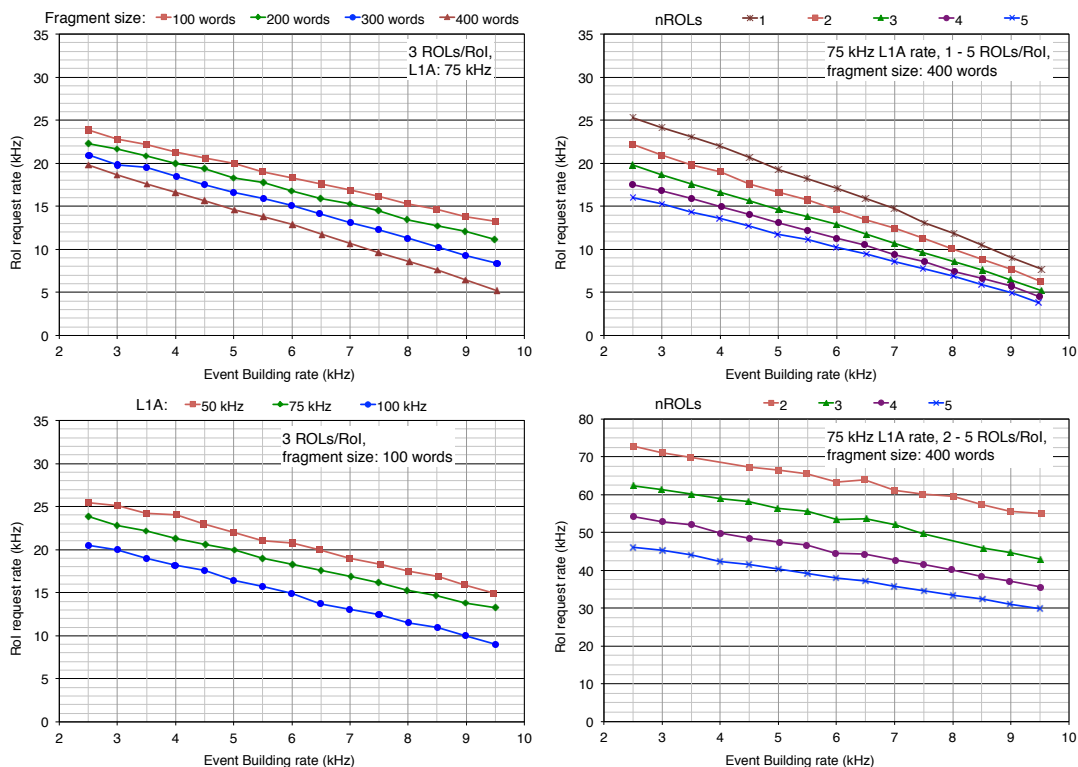 Fragment size: 100 words 200 words 300 words 400 words
3 ROLs/RoI,
L1A: 75 kHz
RoI request rate (kHz)
35
30
25
20
15
10
5
0
2 3 4 5 6 7 8 9 10
Event Building rate (kHz)
nROLs 1 2 3 4 5
75 kHz L1A rate, 1 - 5 ROLs/RoI,
fragment size: 400 words
RoI request rate (kHz)
35
30
25
20
15
10
5
0
2 3 4 5 6 7 8 9 10
Event Building rate (kHz)
L1A: 50 kHz 75 kHz 100 kHz
3 ROLs/RoI,
fragment size: 100 words
RoI request rate (kHz)
35
30
25
20
15
10
5
0
2 3 4 5 6 7 8 9 10
Event Building rate (kHz)
nROLs 2 3 4 5
75 kHz L1A rate, 2 - 5 ROLs/RoI,
fragment size: 400 words
RoI request rate (kHz)
80
70
60
50
40
30
20
10
0
2 3 4 5 6 7 8 9 10
Event Building rate (kHz)